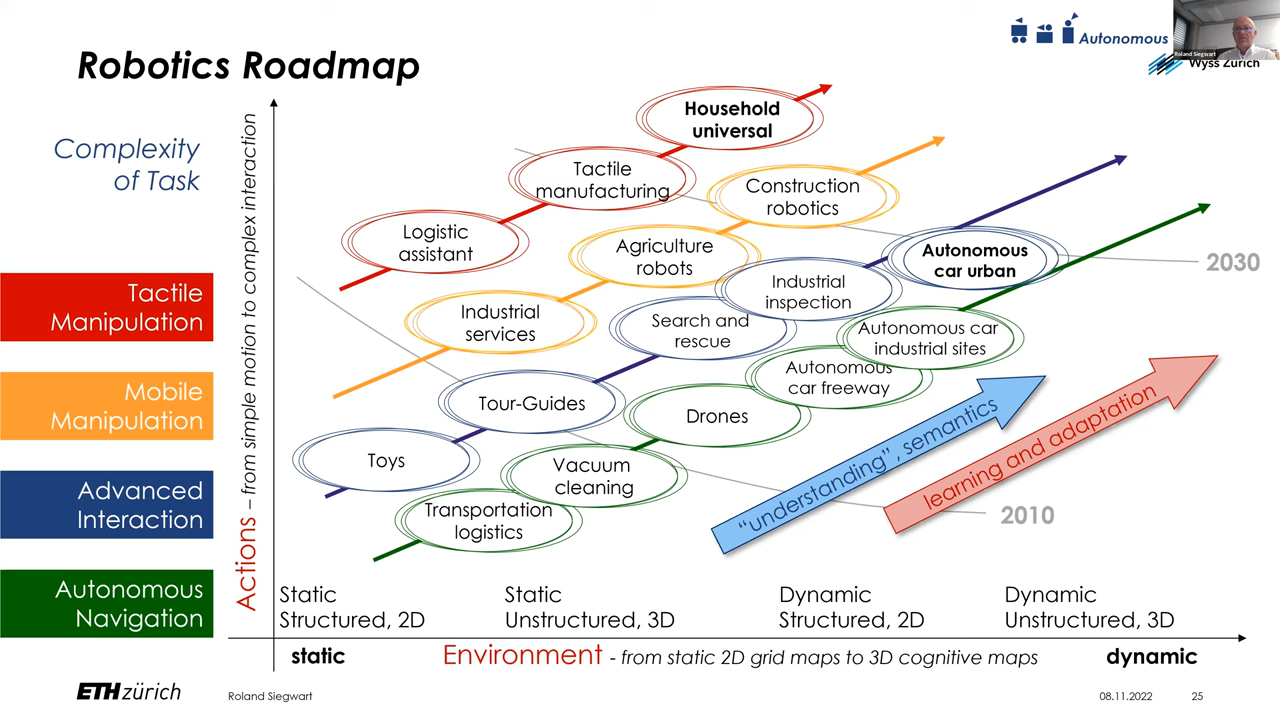 Autonomous
Roland Siegwart
Wyss Zurich
Robotics Roadmap
Complexity
of Task
Actions – from simple motion to complex interaction
Household
universal
Tactile
manufacturing
Construction
robotics
Logistic
assistant
Agriculture
robots
Autonomous
car urban
2030
Industrial
inspection
Tactile
Manipulation
Industrial
services
Search and
rescue
Autonomous car
industrial sites
Autonomous
car freeway
Mobile
Manipulation
Tour-Guides
Drones
"understanding", semantics
learning and adaptation
Toys
Vacuum
cleaning
Advanced
Interaction
Transportation
logistics
2010
Autonomous
Navigation
Static
Structured, 2D
Static
Unstructured, 3D
Dynamic
Structured, 2D
Dynamic
Unstructured, 3D
static
Environment - from static 2D grid maps to 3D cognitive maps
dynamic
ETH zürich
Roland Siegwart
08.11.2022
25